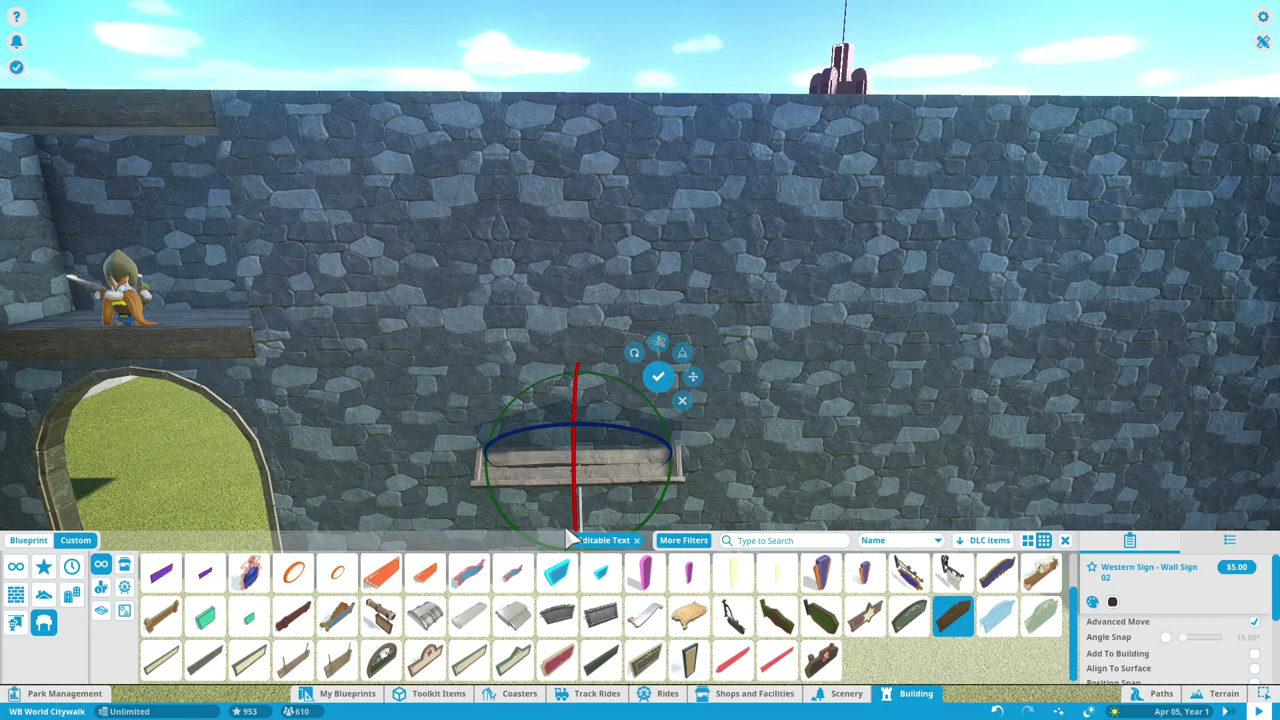 Blueprint
Custom
ditable Text
More Filters
Type to Search
Name
DLC items
Western Sign - Wall Sign 02
$5.00
Advanced Move
Angle Snap
15.00°
Add To Building
Align To Surface
Position Snap
Park Management
My Blueprints
Toolkit Items
Coasters
Track Rides
Rides
Shops and Facilities
Scenery
Building
Paths
Terrain
WB World Citywalk
Unlimited
953
610
Apr 05, Year 1